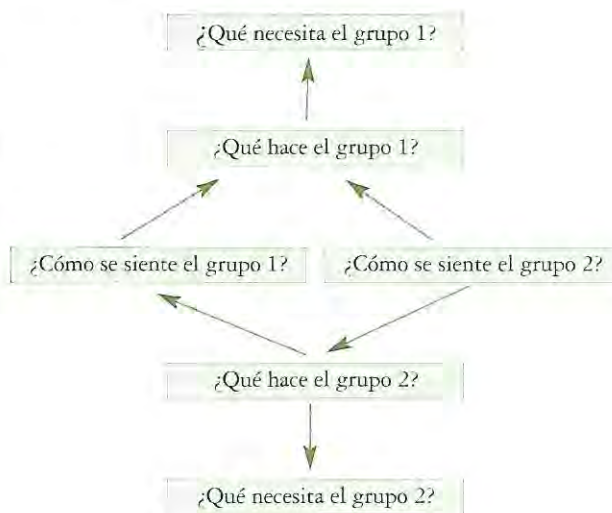 ¿Qué necesita el grupo 1?
¿Qué hace el grupo 1?
¿Cómo se siente el grupo 1?
¿Cómo se siente el grupo 2?
¿Qué hace el grupo 2?
¿Qué necesita el grupo 2?